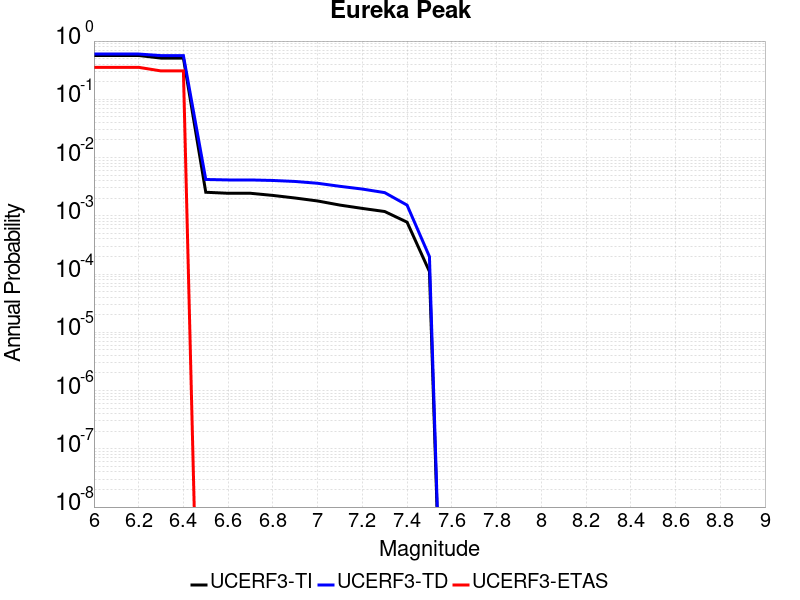 Eureka Peak
10^0
10^-1
10^-2
10^-3
10^-4
10^-5
10^-6
10^-7
10^-8
Annual Probability
6 6.2 6.4 6.6 6.8 7 7.2 7.4 7.6 7.8 8 8.2 8.4 8.6 8.8 9
Magnitude
UCERF3-TI UCERF3-TD UCERF3-ETAS